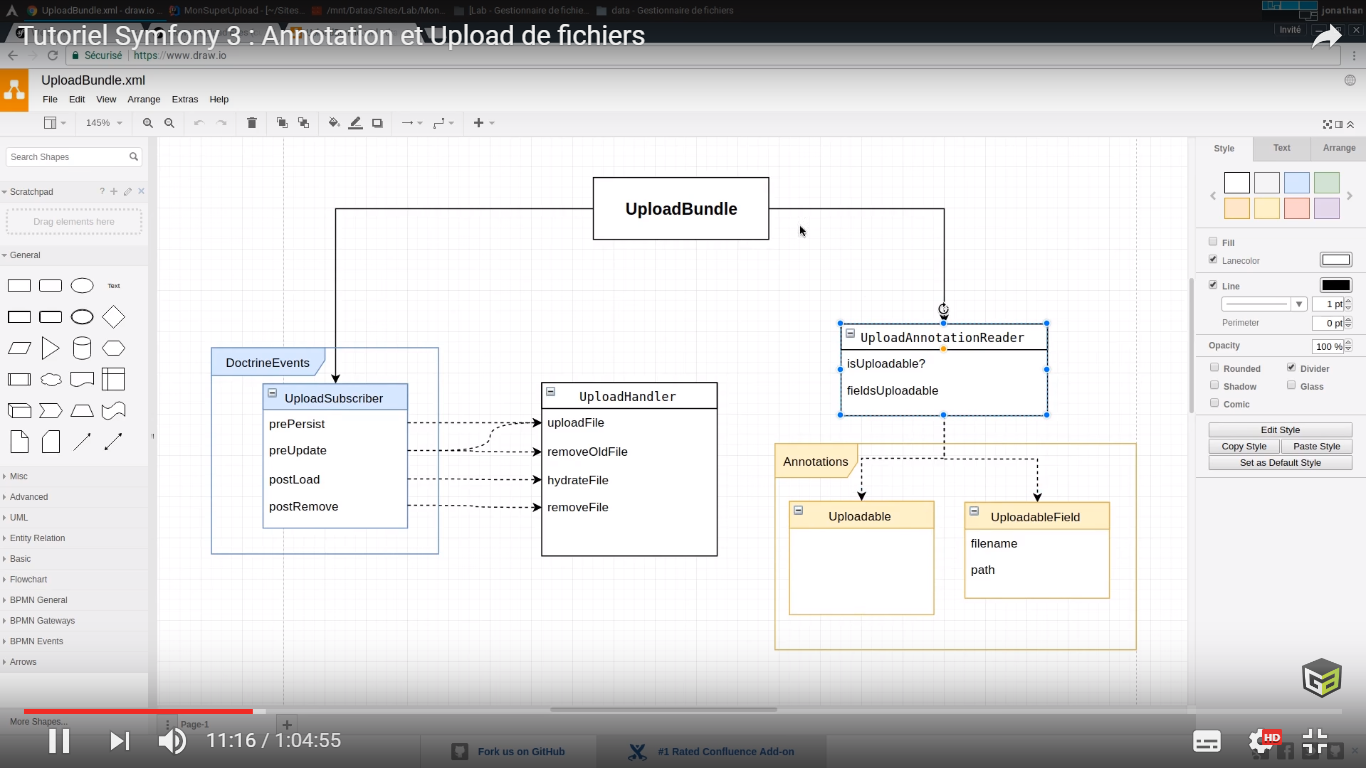 UploadBundle.xml - draw.io ...
MonSuperUpload - [~/Sites...
/mnt/Datas/Sites/Lab/Mon...
]Lab - Gestionnaire de fichie...
data - Gestionnaire de fichiers
jonathan
Tutoriel Symfony 3 : Annotation et Upload de fichiers
Invité
Sécurisé
https://www.draw.io
UploadBundle.xml
File Edit View Arrange Extras Help
145%
Search Shapes
Style Text Arrange
Scratchpad
?
Drag elements here
General
Text
Misc
Advanced
UML
Entity Relation
Basic
Flowchart
BPMN General
BPMN Gateways
BPMN Events
Arrows
More Shapes...
UploadBundle
DoctrineEvents
UploadSubscriber
prePersist
preUpdate
postLoad
postRemove
UploadHandler
uploadFile
removeOldFile
hydrateFile
removeFile
UploadAnnotationReader
isUploadable?
fieldsUploadable
Annotations
Uploadable
UploadableField
filename
path
Fill
Lanecolor
Line
1 pt
Perimeter
0 pt
Opacity
100 %
Rounded
Divider
Shadow
Glass
Comic
Edit Style
Copy Style
Paste Style
Set as Default Style
Page-1
11:16 / 1:04:55
Fork us on GitHub
#1 Rated Confluence Add-on
HD